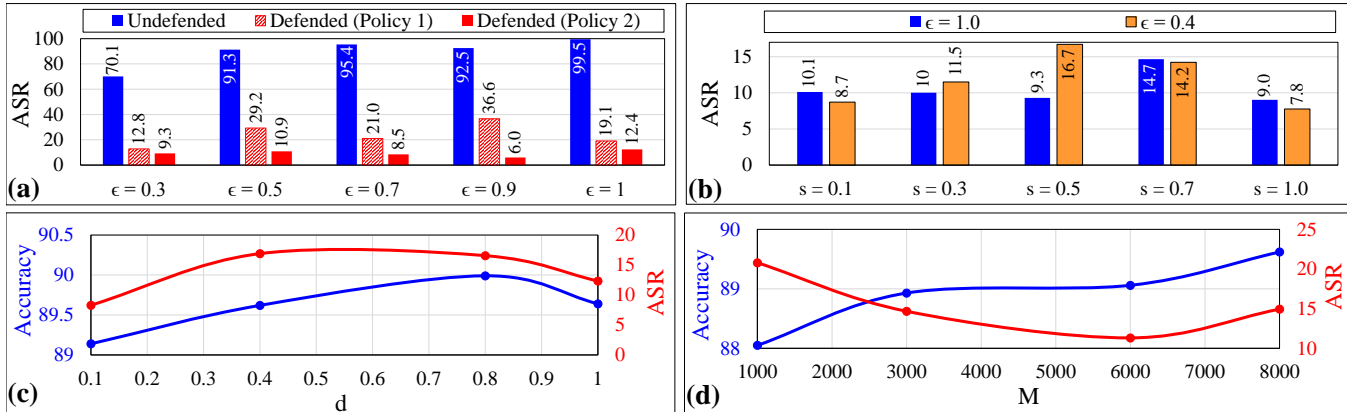 Undefended Defended (Policy 1) Defended (Policy 2)
ASR
100
80
60
40
20
0
70.1 12.8 9.3 91.3 29.2 10.9 95.4 21.0 8.5 92.5 36.6 6.0 99.5 19.1 12.4
(a) ϵ = 0.3 ϵ = 0.5 ϵ = 0.7 ϵ = 0.9 ϵ = 1
ϵ = 1.0 ϵ = 0.4
ASR
15
10
5
0
10.1 8.7 10 11.5 9.3 16.7 14.7 14.2 9.0 7.8
(b) s = 0.1 s = 0.3 s = 0.5 s = 0.7 s = 1.0
Accuracy
90.5
90
89.5
89
20
15
10
5
0
ASR
0.1 0.2 0.3 0.4 0.5 0.6 0.7 0.8 0.9 1
(c) d
Accuracy
90
89
88
25
20
15
10
ASR
1000 2000 3000 4000 5000 6000 7000 8000
(d) M